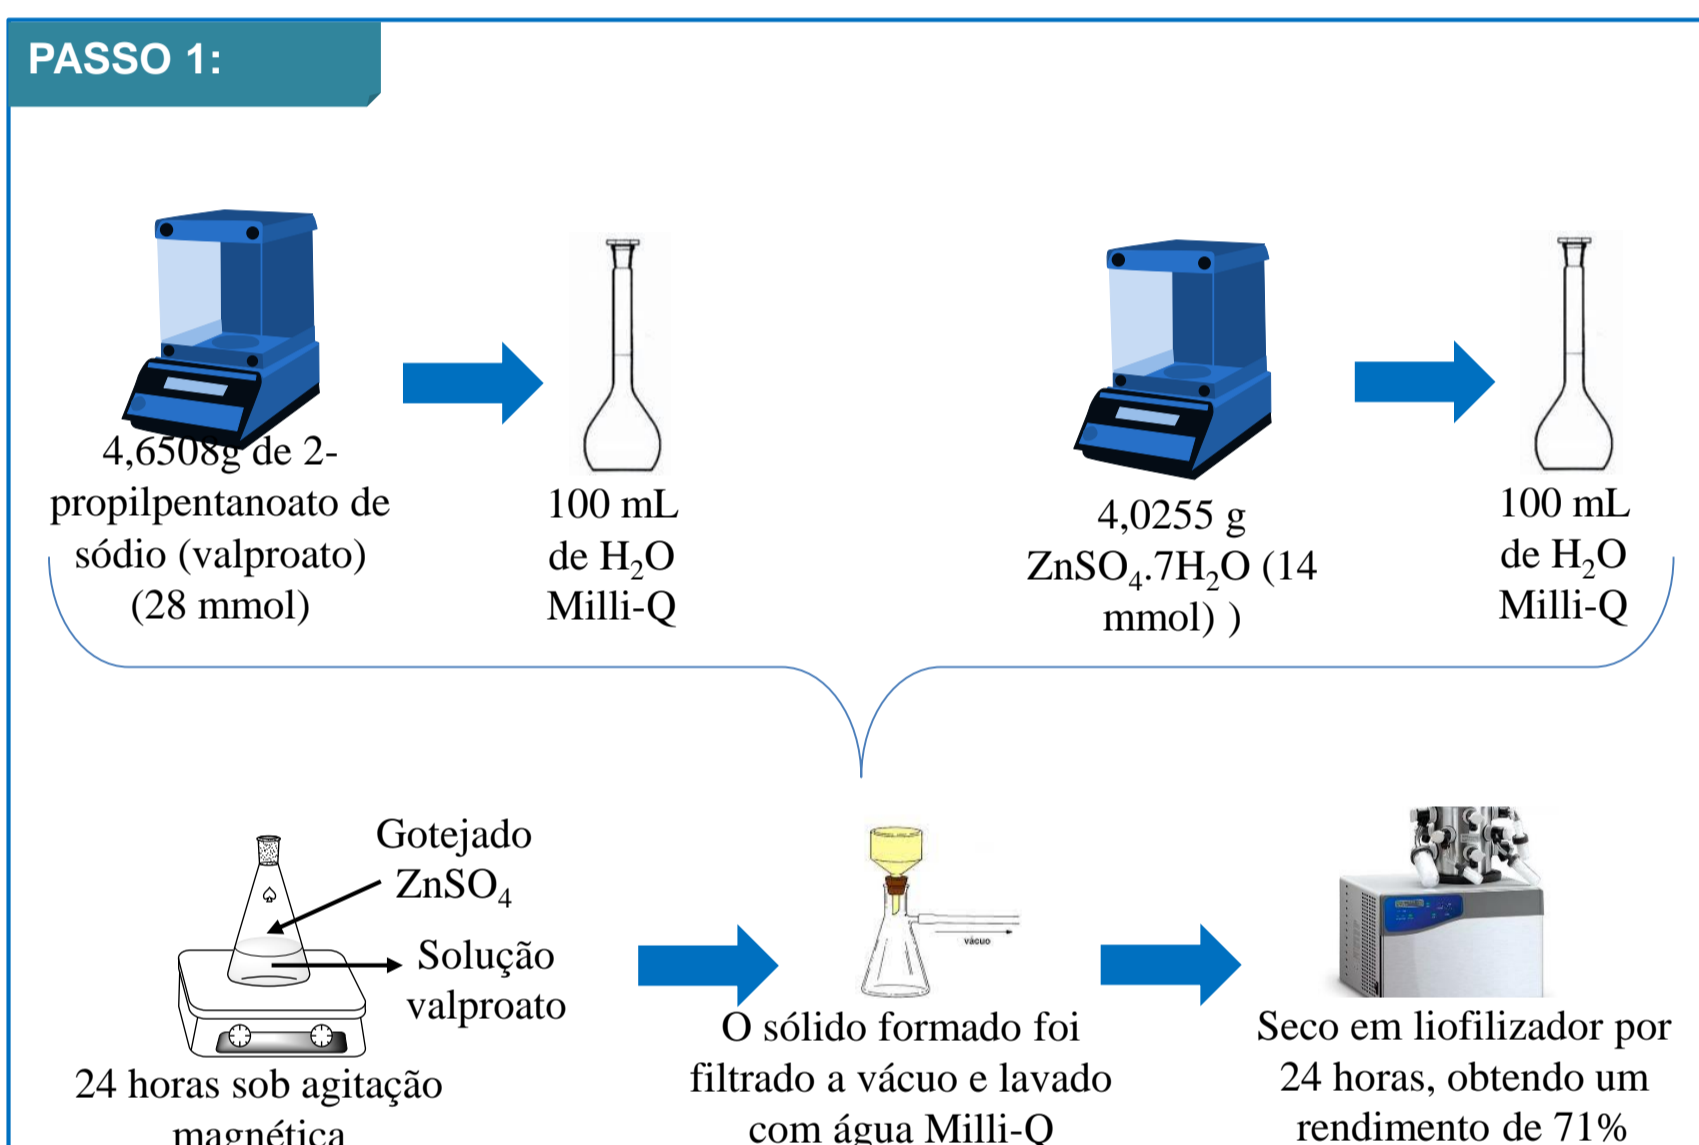 PASSO 1:
4,6508g de 2-
propilpentanoato de
sódio (valproato)
(28 mmol)
100 mL
de H₂O
Milli-Q
4,0255 g
ZnSO₄.7H₂O (14
mmol) )
100 mL
de H₂O
Milli-Q
Gotejado
ZnSO₄
Solução
valproato
24 horas sob agitação
magnética
vácuo
O sólido formado foi
filtrado a vácuo e lavado
com água Milli-Q
Seco em liofilizador por
24 horas, obtendo um
rendimento de 71%